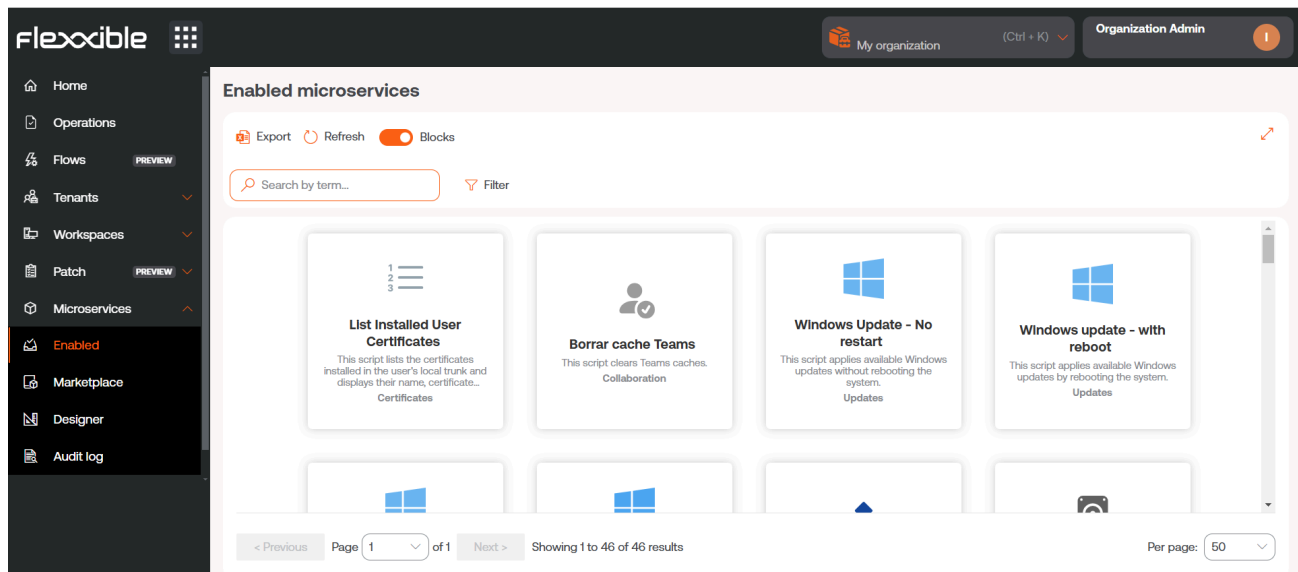 Flexxible
My organization
(Ctrl + K)
Organization Admin
I
Home
Operations
Flows PREVIEW
Tenants
Workspaces
Patch PREVIEW
Microservices
Enabled
Marketplace
Designer
Audit log
Enabled microservices
Export Refresh Blocks
Search by term... Filter
1
2
3
List Installed User
Certificates
This script lists the certificates
installed in the user's local trunk and
displays their name, certificate...
Certificates
Borrar cache Teams
This script clears Teams caches.
Collaboration
Windows Update - No
restart
This script applies available Windows
updates without rebooting the
system.
Updates
Windows update - with
reboot
This script applies available Windows
updates by rebooting the system.
Updates
< Previous Page 1 of 1 Next > Showing 1 to 46 of 46 results Per page: 50